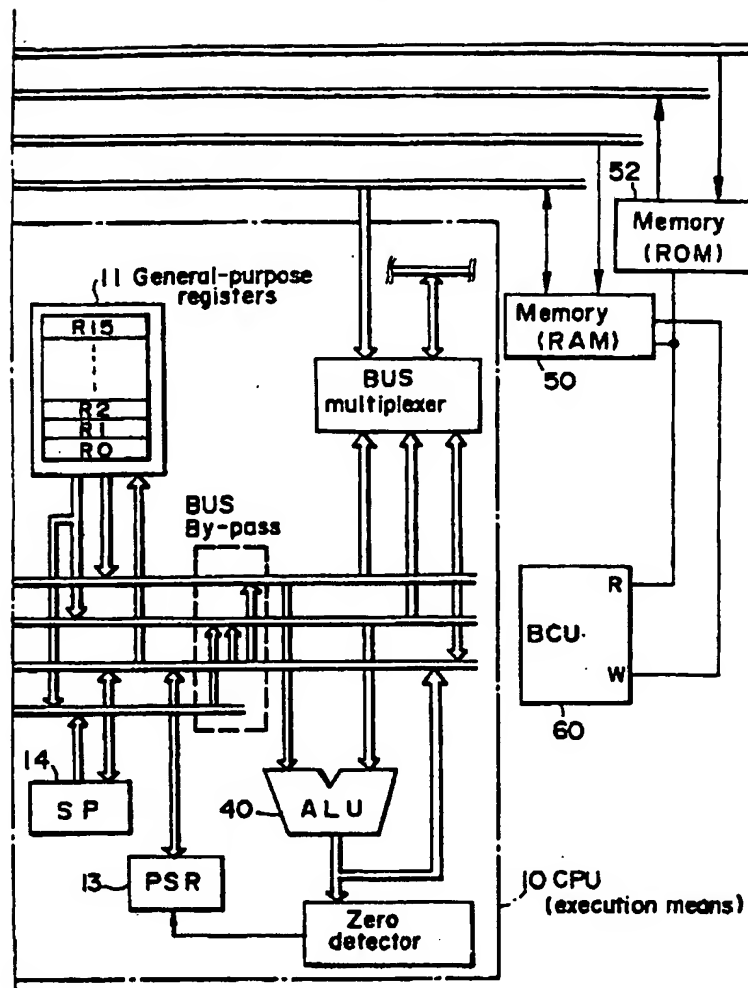 52
Memory
(ROM)
11 General-purpose
registers
R15
R2
R1
R0
Memory
(RAM)
50
BUS
multiplexer
BUS
By-pass
R
BCU
W
60
14
SP
40
ALU
13
PSR
10 CPU
(execution means)
Zero
detector